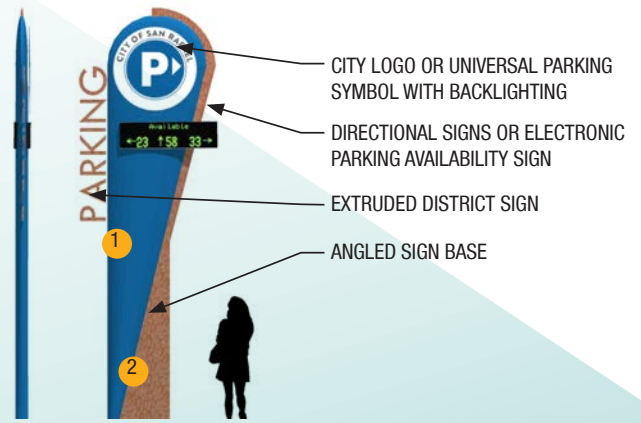 CITY OF SAN RAFAEL
P
PARKING
Available
←23 ↑58 33→
1
2
CITY LOGO OR UNIVERSAL PARKING
SYMBOL WITH BACKLIGHTING
DIRECTIONAL SIGNS OR ELECTRONIC
PARKING AVAILABILITY SIGN
EXTRUDED DISTRICT SIGN
ANGLED SIGN BASE